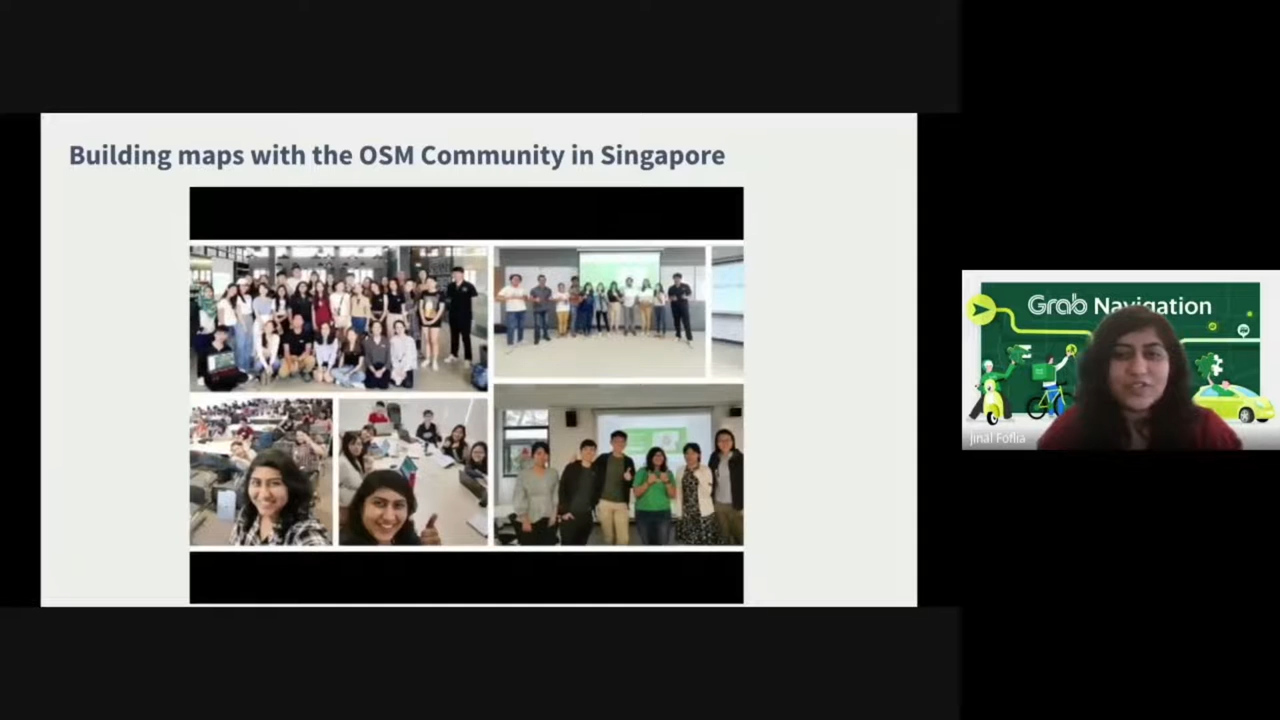 Building maps with the OSM Community in Singapore
Grab Navigation
Jinal Foflia